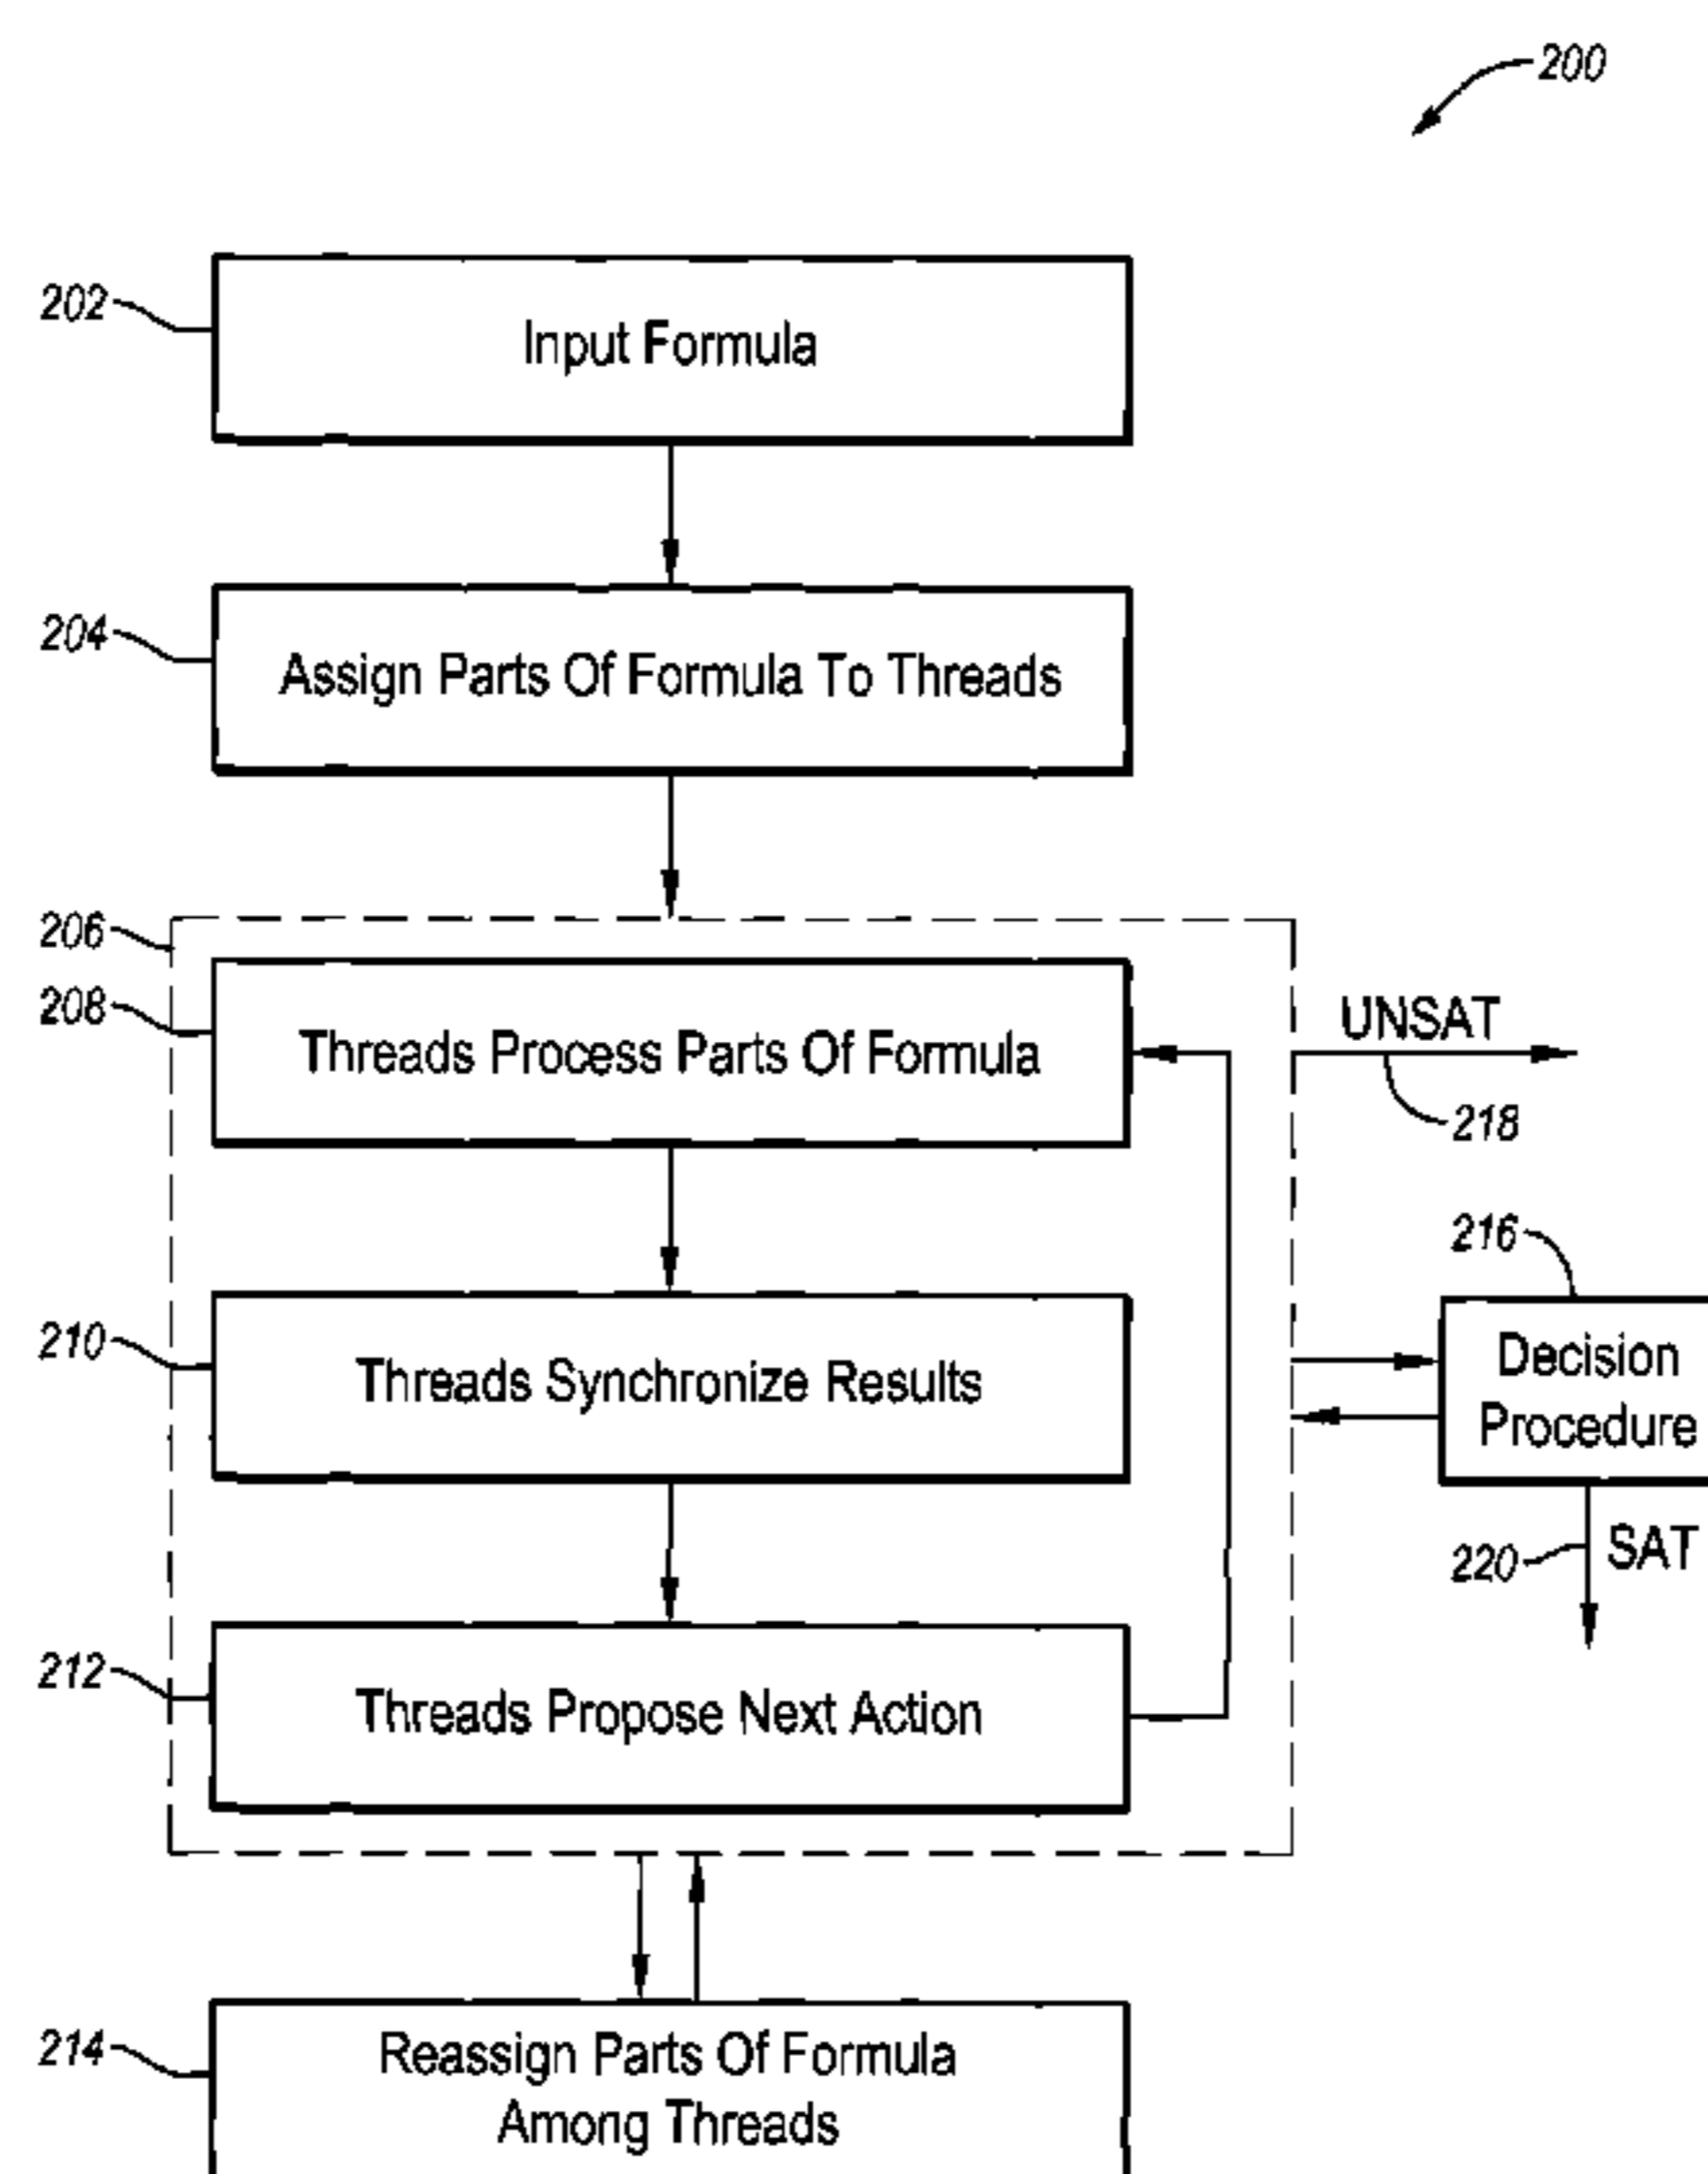 200
202
Input Formula
204
Assign Parts Of Formula To Threads
206
208
Threads Process Parts Of Formula
UNSAT
218
216
210
Threads Synchronize Results
Decision
Procedure
220
SAT
212
Threads Propose Next Action
214
Reassign Parts Of Formula
Among Threads